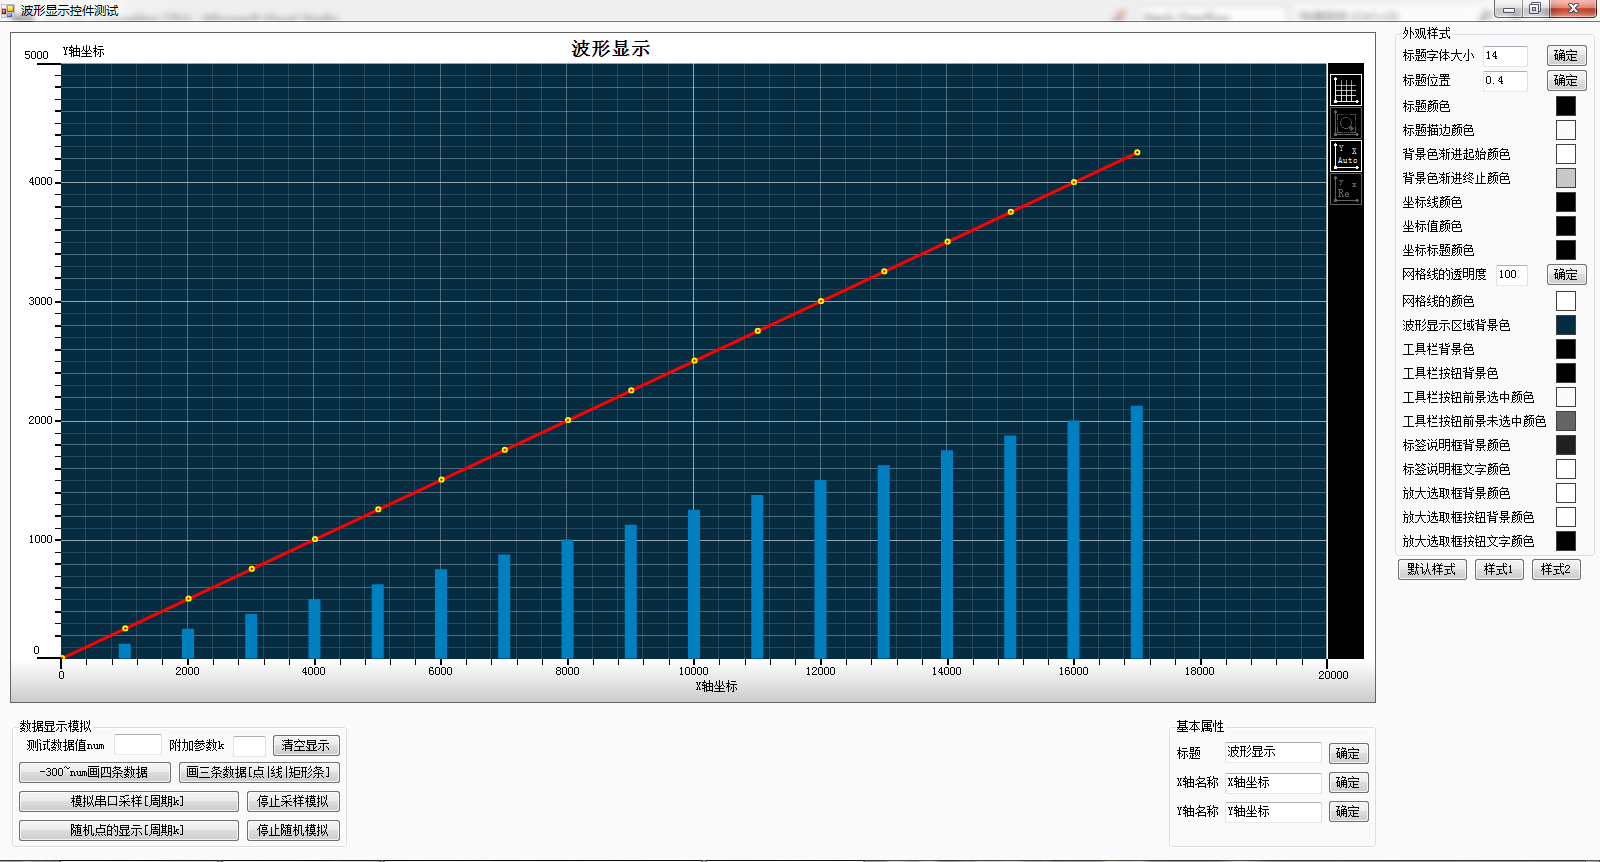 波形显示控件测试
波形显示
Y轴坐标
5000
4000
3000
2000
1000
0
0 2000 4000 6000 8000 10000 12000 14000 16000 18000 20000
X轴坐标
Y X
Auto
y x
Re
外观样式
标题字体大小 14 确定
标题位置 0.4 确定
标题颜色
标题描边颜色
背景色渐进起始颜色
背景色渐进终止颜色
坐标线颜色
坐标值颜色
坐标标题颜色
网格线的透明度 100 确定
网格线的颜色
波形显示区域背景色
工具栏背景色
工具栏按钮背景色
工具栏按钮前景选中颜色
工具栏按钮前景未选中颜色
标签说明框背景颜色
标签说明框文字颜色
放大选取框背景颜色
放大选取框按钮背景颜色
放大选取框按钮文字颜色
默认样式 样式1 样式2
数据显示模拟
测试数据值num 附加参数k 清空显示
-300~num画四条数据 画三条数据[点|线|矩形条]
模拟串口采样[周期k] 停止采样模拟
随机点的显示[周期k] 停止随机模拟
基本属性
标题 波形显示 确定
X轴名称 X轴坐标 确定
Y轴名称 Y轴坐标 确定